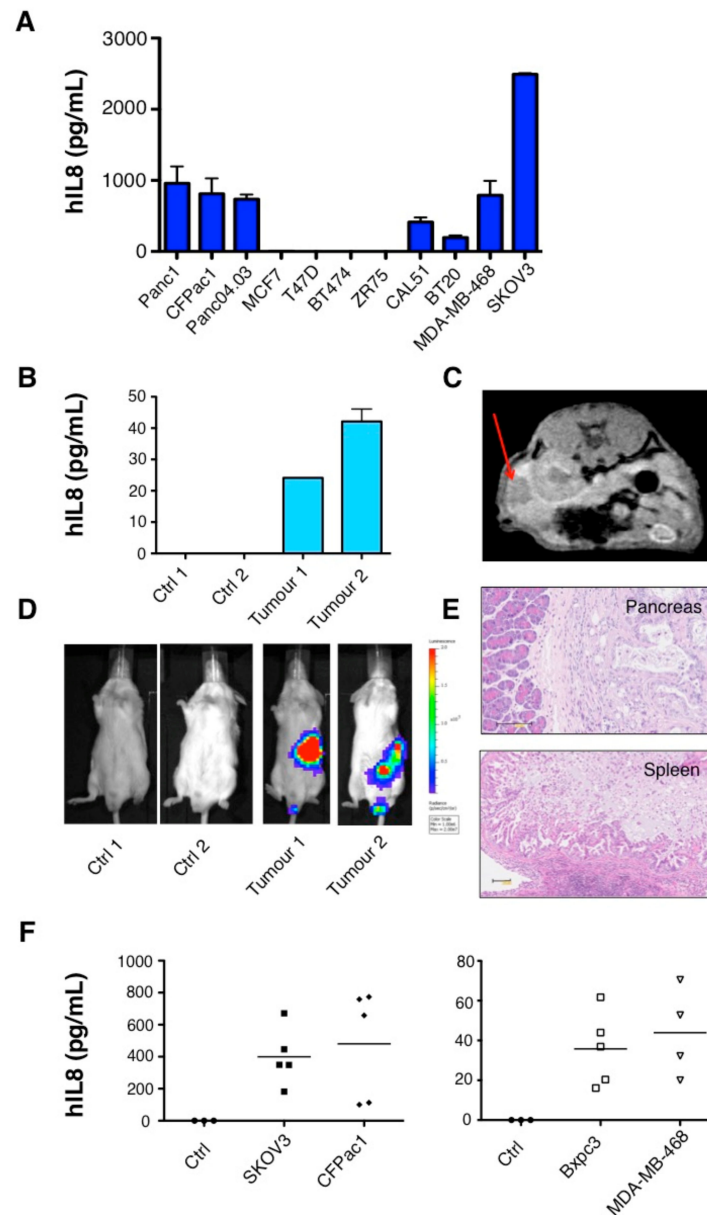 A
hIL8 (pg/mL)
3000
2000
1000
0
Panc1
CFPac1
Panc04.03
MCF7
T47D
BT474
ZR75
CAL51
BT20
MDA-MB-468
SKOV3
B
hIL8 (pg/mL)
50
40
30
20
10
0
Ctrl 1
Ctrl 2
Tumour 1
Tumour 2
C
D
Luminescence
Ctrl 1
Ctrl 2
Tumour 1
Tumour 2
E
Pancreas
Spleen
F
hIL8 (pg/mL)
1000
800
600
400
200
0
Ctrl
SKOV3
CFPac1
80
60
40
20
0
Ctrl
Bxpc3
MDA-MB-468